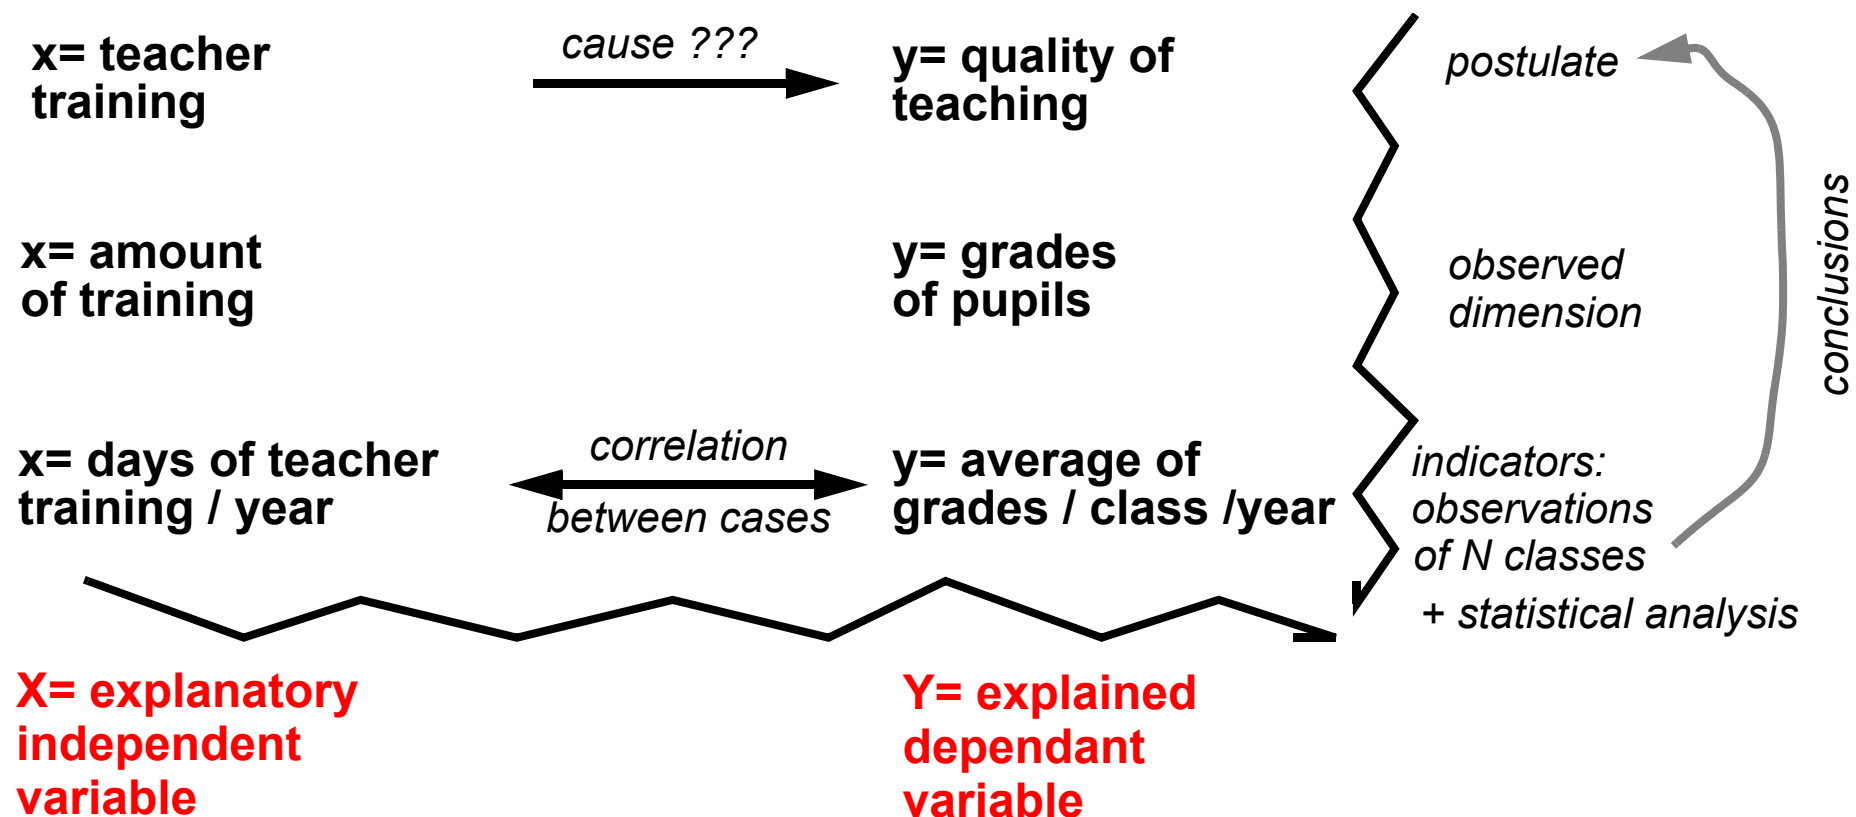 x= teacher
training
cause ???
y= quality of
teaching
postulate
x= amount
of training
y= grades
of pupils
observed
dimension
conclusions
x= days of teacher
training / year
correlation
between cases
y= average of
grades / class /year
indicators:
observations
of N classes
+ statistical analysis
X= explanatory
independent
variable
Y= explained
dependant
variable